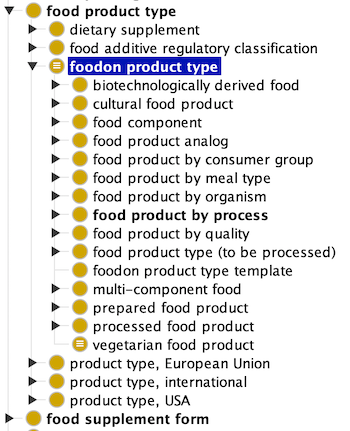 food product type
dietary supplement
food additive regulatory classification
foodon product type
biotechnologically derived food
cultural food product
food component
food product analog
food product by consumer group
food product by meal type
food product by organism
food product by process
food product by quality
food product type (to be processed)
foodon product type template
multi-component food
prepared food product
processed food product
vegetarian food product
product type, European Union
product type, international
product type, USA
food supplement form